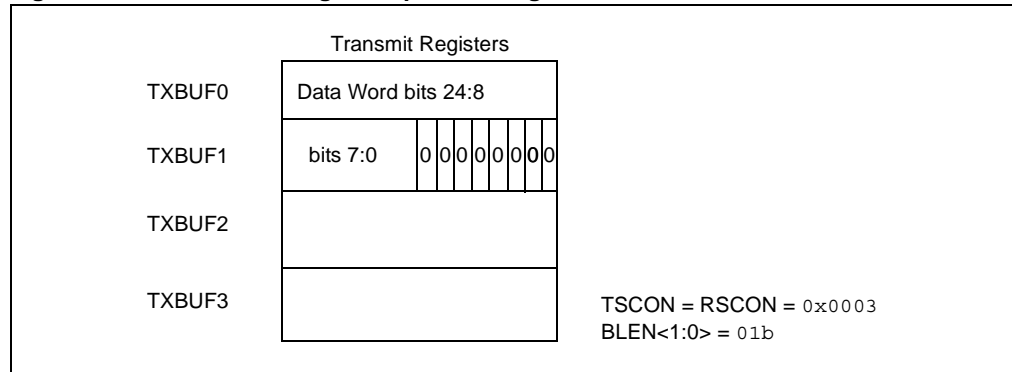 Transmit Registers
TXBUF0 Data Word bits 24:8
TXBUF1 bits 7:0 0 0 0 0 0 0 0 0
TXBUF2
TXBUF3
TSCON = RSCON = 0x0003
BLEN<1:0> = 01b